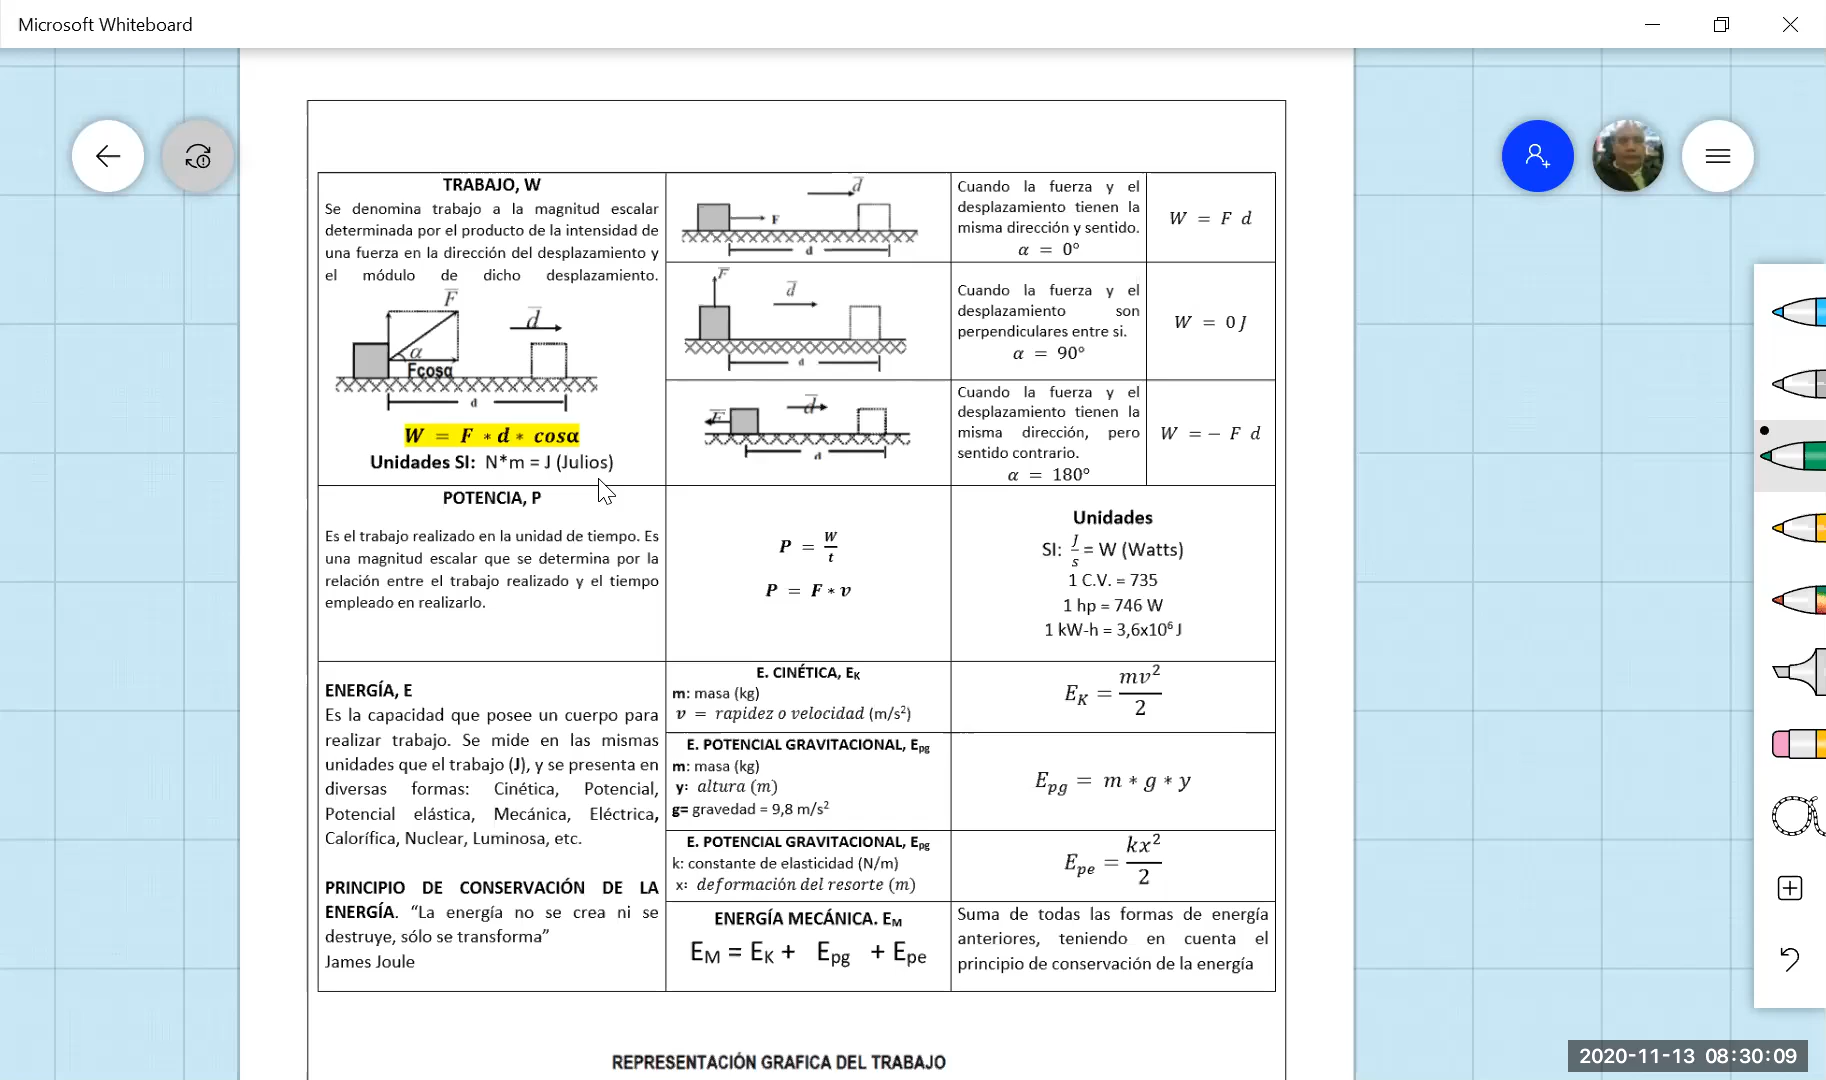 Microsoft Whiteboard
TRABAJO, W
Se denomina trabajo a la magnitud escalar
determinada por el producto de la intensidad de
una fuerza en la dirección del desplazamiento y
el módulo de dicho desplazamiento.
F
d
α
Fcosα
d
W = F * d * cosα
Unidades SI: N*m = J (Julios)
d
F
d
Cuando la fuerza y el
desplazamiento tienen la
misma dirección y sentido.
α = 0°
W = F d
F
d
d
Cuando la fuerza y el
desplazamiento son
perpendiculares entre si.
α = 90°
W = 0 J
F
d
d
Cuando la fuerza y el
desplazamiento tienen la
misma dirección, pero
sentido contrario.
α = 180°
W = − F d
POTENCIA, P
Es el trabajo realizado en la unidad de tiempo. Es
una magnitud escalar que se determina por la
relación entre el trabajo realizado y el tiempo
empleado en realizarlo.
P = W/t
P = F * v
Unidades
SI: J/s = W (Watts)
1 C.V. = 735
1 hp = 746 W
1 kW-h = 3,6x10⁶ J
ENERGÍA, E
Es la capacidad que posee un cuerpo para
realizar trabajo. Se mide en las mismas
unidades que el trabajo (J), y se presenta en
diversas formas: Cinética, Potencial,
Potencial elástica, Mecánica, Eléctrica,
Calorífica, Nuclear, Luminosa, etc.
PRINCIPIO DE CONSERVACIÓN DE LA
ENERGÍA. “La energía no se crea ni se
destruye, sólo se transforma”
James Joule
E. CINÉTICA, EK
m: masa (kg)
v = rapidez o velocidad (m/s²)
EK = mv²/2
E. POTENCIAL GRAVITACIONAL, Epg
m: masa (kg)
y: altura (m)
g= gravedad = 9,8 m/s²
Epg = m * g * y
E. POTENCIAL GRAVITACIONAL, Epg
k: constante de elasticidad (N/m)
x: deformación del resorte (m)
Epe = kx²/2
ENERGÍA MECÁNICA. EM
EM = EK + Epg + Epe
Suma de todas las formas de energía
anteriores, teniendo en cuenta el
principio de conservación de la energía
REPRESENTACIÓN GRAFICA DEL TRABAJO
2020-11-13 08:30:09